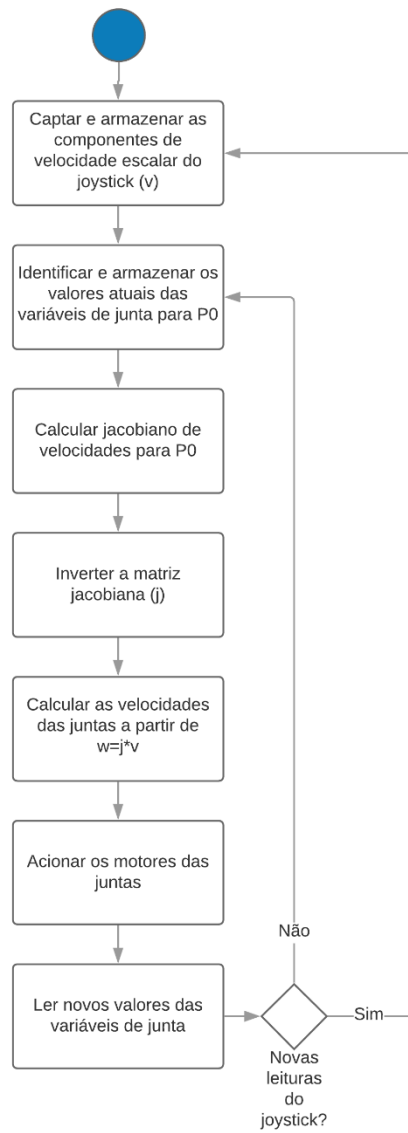 Captar e armazenar as
componentes de
velocidade escalar do
joystick (v)
Identificar e armazenar os
valores atuais das
variáveis de junta para P0
Calcular jacobiano de
velocidades para P0
Inverter a matriz
jacobiana (j)
Calcular as velocidades
das juntas a partir de
w=j*v
Acionar os motores das
juntas
Ler novos valores das
variáveis de junta
Não
Sim
Novas
leituras
do
joystick?